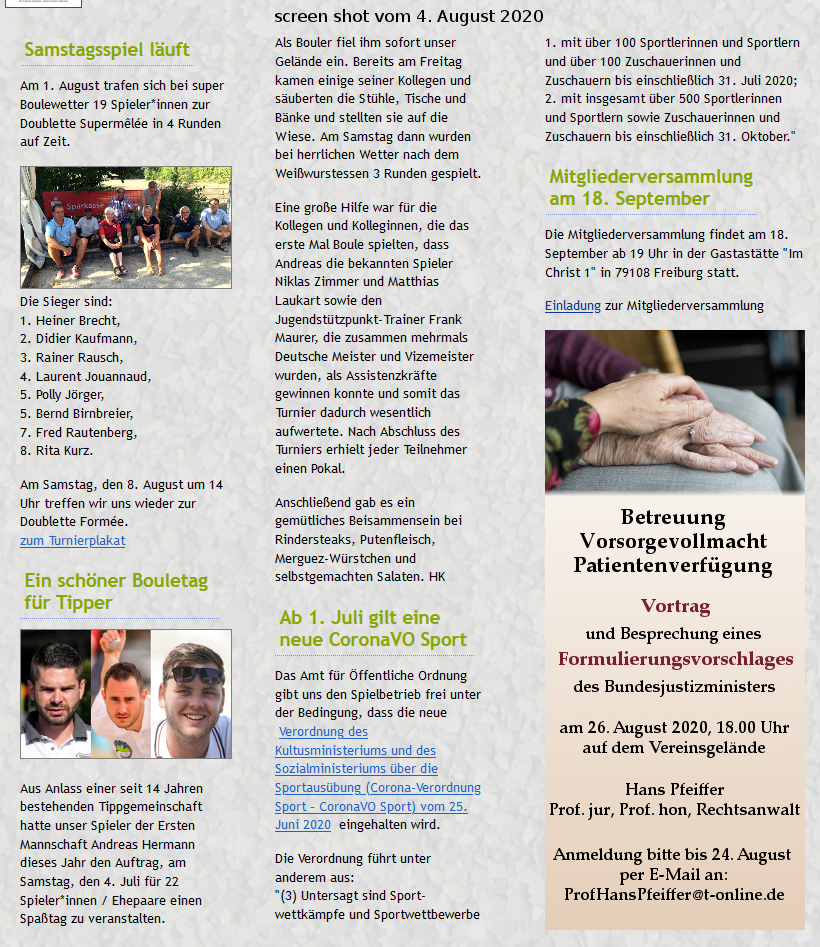 screen shot vom 4. August 2020
Samstagsspiel läuft
Am 1. August trafen sich bei super
Boulewetter 19 Spieler*innen zur
Doublette Supermêlée in 4 Runden
auf Zeit.
Sparkasse
Die Sieger sind:
1. Heiner Brecht,
2. Didier Kaufmann,
3. Rainer Rausch,
4. Laurent Jouannaud,
5. Polly Jörger,
5. Bernd Birnbreier,
7. Fred Rautenberg,
8. Rita Kurz.
Am Samstag, den 8. August um 14
Uhr treffen wir uns wieder zur
Doublette Formée.
zum Turnierplakat
Ein schöner Bouletag
für Tipper
Aus Anlass einer seit 14 Jahren
bestehenden Tippgemeinschaft
hatte unser Spieler der Ersten
Mannschaft Andreas Hermann
dieses Jahr den Auftrag, am
Samstag, den 4. Juli für 22
Spieler*innen / Ehepaare einen
Spaßtag zu veranstalten.
Als Bouler fiel ihm sofort unser
Gelände ein. Bereits am Freitag
kamen einige seiner Kollegen und
säuberten die Stühle, Tische und
Bänke und stellten sie auf die
Wiese. Am Samstag dann wurden
bei herrlichen Wetter nach dem
Weißwurstessen 3 Runden gespielt.
Eine große Hilfe war für die
Kollegen und Kolleginnen, die das
erste Mal Boule spielten, dass
Andreas die bekannten Spieler
Niklas Zimmer und Matthias
Laukart sowie den
Jugendstützpunkt-Trainer Frank
Maurer, die zusammen mehrmals
Deutsche Meister und Vizemeister
wurden, als Assistenzkräfte
gewinnen konnte und somit das
Turnier dadurch wesentlich
aufwertete. Nach Abschluss des
Turniers erhielt jeder Teilnehmer
einen Pokal.
Anschließend gab es ein
gemütliches Beisammensein bei
Rindersteaks, Putenfleisch,
Merguez-Würstchen und
selbstgemachten Salaten. HK
Ab 1. Juli gilt eine
neue CoronaVO Sport
Das Amt für Öffentliche Ordnung
gibt uns den Spielbetrieb frei unter
der Bedingung, dass die neue
Verordnung des
Kultusministeriums und des
Sozialministeriums über die
Sportausübung (Corona-Verordnung
Sport - CoronaVO Sport) vom 25.
Juni 2020 eingehalten wird.
Die Verordnung führt unter
anderem aus:
"(3) Untersagt sind Sport-
wettkämpfe und Sportwettbewerbe
1. mit über 100 Sportlerinnen und Sportlern
und über 100 Zuschauerinnen und
Zuschauern bis einschließlich 31. Juli 2020;
2. mit insgesamt über 500 Sportlerinnen
und Sportlern sowie Zuschauerinnen und
Zuschauern bis einschließlich 31. Oktober."
Mitgliederversammlung
am 18. September
Die Mitgliederversammlung findet am 18.
September ab 19 Uhr in der Gastastätte "Im
Christ 1" in 79108 Freiburg statt.
Einladung zur Mitgliederversammlung
Betreuung
Vorsorgevollmacht
Patientenverfügung
Vortrag
und Besprechung eines
Formulierungsvorschlages
des Bundesjustizministers
am 26. August 2020, 18.00 Uhr
auf dem Vereinsgelände
Hans Pfeiffer
Prof. jur, Prof. hon, Rechtsanwalt
Anmeldung bitte bis 24. August
per E-Mail an:
ProfHansPfeiffer@t-online.de